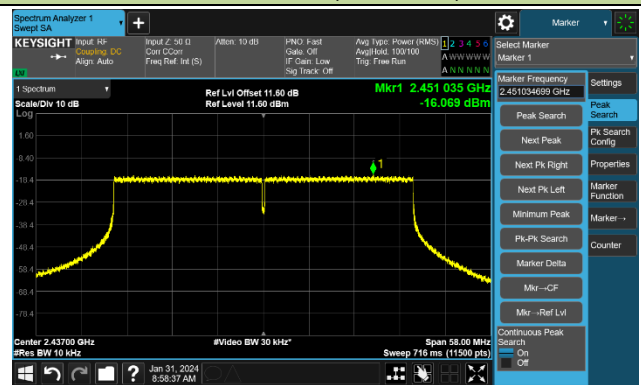 Spectrum Analyzer 1
Swept SA
Marker
KEYSIGHT
Input: RF
Coupling: DC
Align: Auto
Input Z: 50 Ω
Corr CCorr
Freq Ref: Int (S)
Atten: 10 dB
PNO: Fast
Gate: Off
IF Gain: Low
Sig Track: Off
Avg Type: Power (RMS)
Avg|Hold: 100/100
Trig: Free Run
1 2 3 4 5 6
A W W W W W
A N N N N N
Select Marker
Marker 1
1 Spectrum
Scale/Div 10 dB
Log
Ref Lvl Offset 11.60 dB
Ref Level 11.60 dBm
Mkr1 2.451 035 GHz
-16.069 dBm
1.60
-8.40
-18.4
-28.4
-38.4
-48.4
-58.4
-68.4
-78.4
1
Center 2.43700 GHz
#Res BW 10 kHz
#Video BW 30 kHz*
Span 58.00 MHz
Sweep 716 ms (11500 pts)
Marker Frequency
2.451034699 GHz
Peak Search
Next Peak
Next Pk Right
Next Pk Left
Minimum Peak
Pk-Pk Search
Marker Delta
Mkr→CF
Mkr→Ref Lvl
Continuous Peak
Search
On
Off
Settings
Peak
Search
Pk Search
Config
Properties
Marker
Function
Marker→
Counter
?
Jan 31, 2024
8:58:37 AM